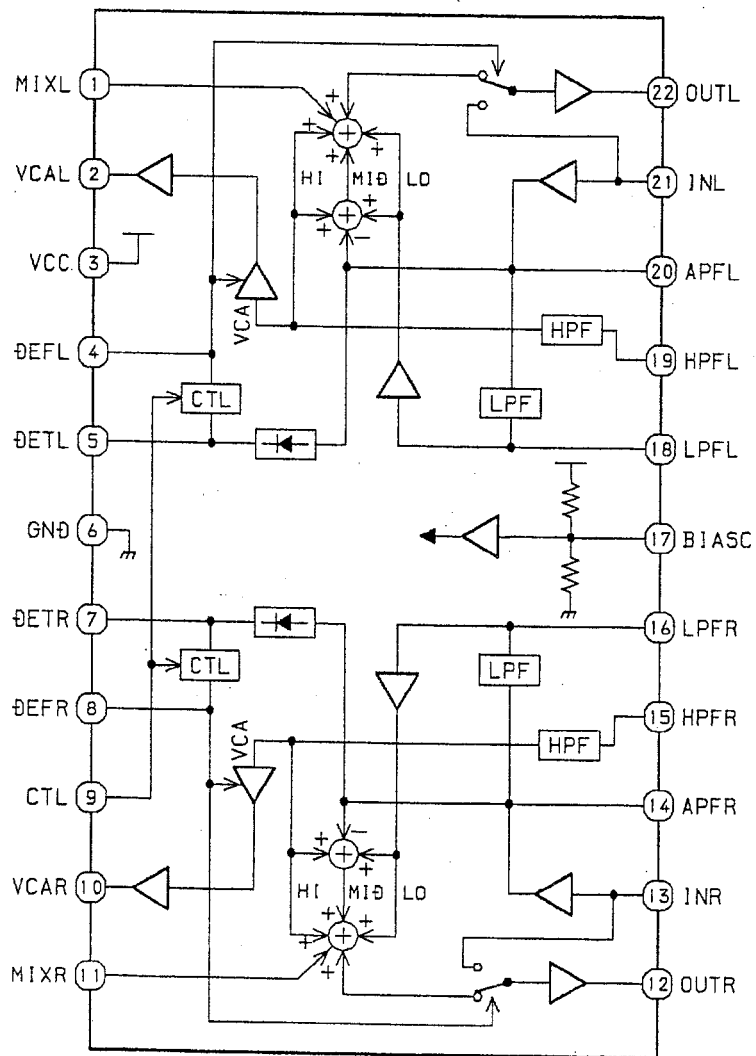 MIXL 1
22 OUTL
VCAL 2
HI MID LO
21 INL
VCC 3
20 APFL
VCA
HPF
DEFL 4
19 HPFL
CTL
LPF
DETL 5
18 LPFL
GND 6
17 BIASC
DETR 7
16 LPFR
CTL
LPF
DEFR 8
15 HPFR
VCA
HPF
CTL 9
14 APFR
VCAR 10
HI MID LO
13 INR
MIXR 11
12 OUTR